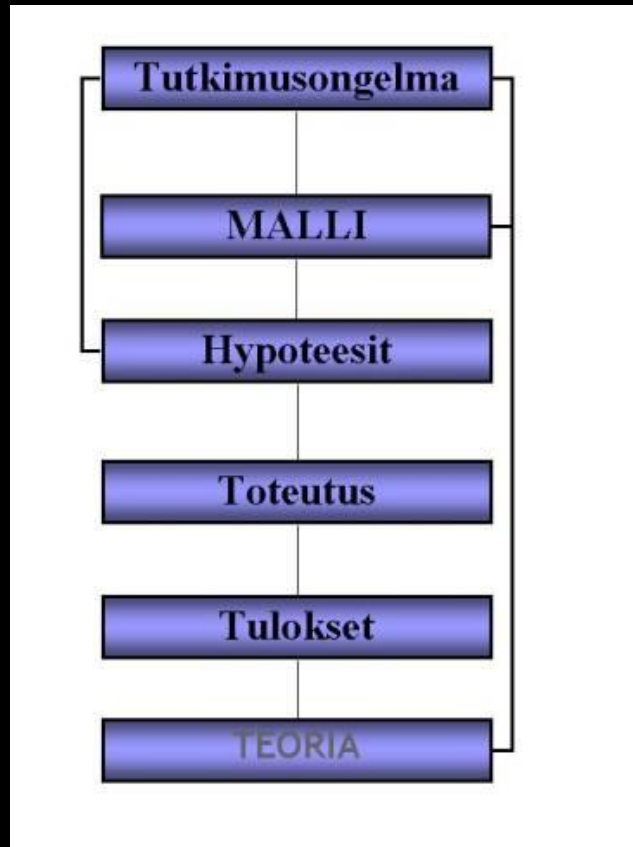 Tutkimusongelma
MALLI
Hypoteesit
Toteutus
Tulokset
TEORIA